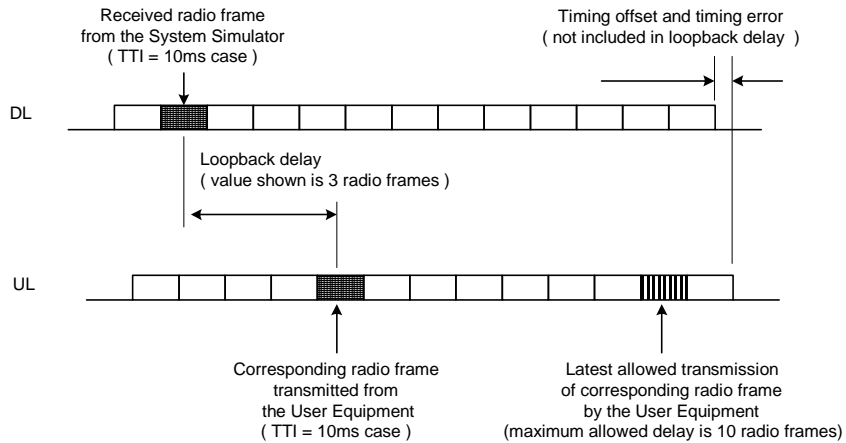 Received radio frame
from the System Simulator
( TTI = 10ms case )
Timing offset and timing error
( not included in loopback delay )
DL
Loopback delay
( value shown is 3 radio frames )
UL
Corresponding radio frame
transmitted from
the User Equipment
( TTI = 10ms case )
Latest allowed transmission
of corresponding radio frame
by the User Equipment
(maximum allowed delay is 10 radio frames)